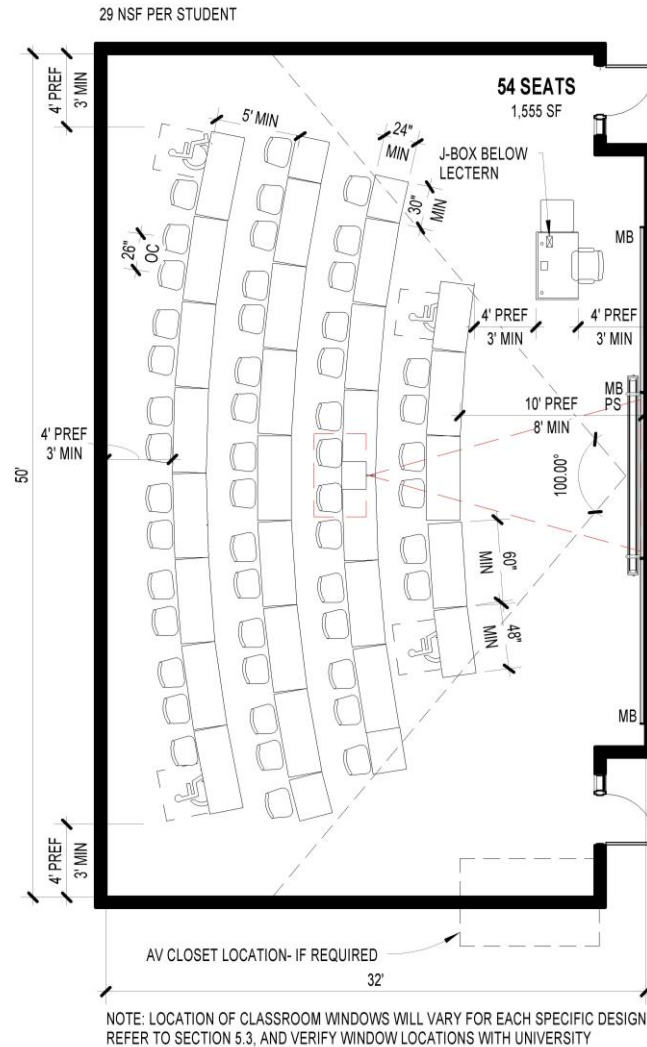 29 NSF PER STUDENT
4' PREF
3' MIN
54 SEATS
1,555 SF
5' MIN
24"
MIN
J-BOX BELOW
LECTERN
30"
MIN
26"
OC
MB
4' PREF
3' MIN
4' PREF
3' MIN
MB
PS
10' PREF
8' MIN
4' PREF
3' MIN
100.00°
50'
60"
MIN
48"
MIN
MB
4' PREF
3' MIN
AV CLOSET LOCATION- IF REQUIRED
32'
NOTE: LOCATION OF CLASSROOM WINDOWS WILL VARY FOR EACH SPECIFIC DESIGN
REFER TO SECTION 5.3, AND VERIFY WINDOW LOCATIONS WITH UNIVERSITY